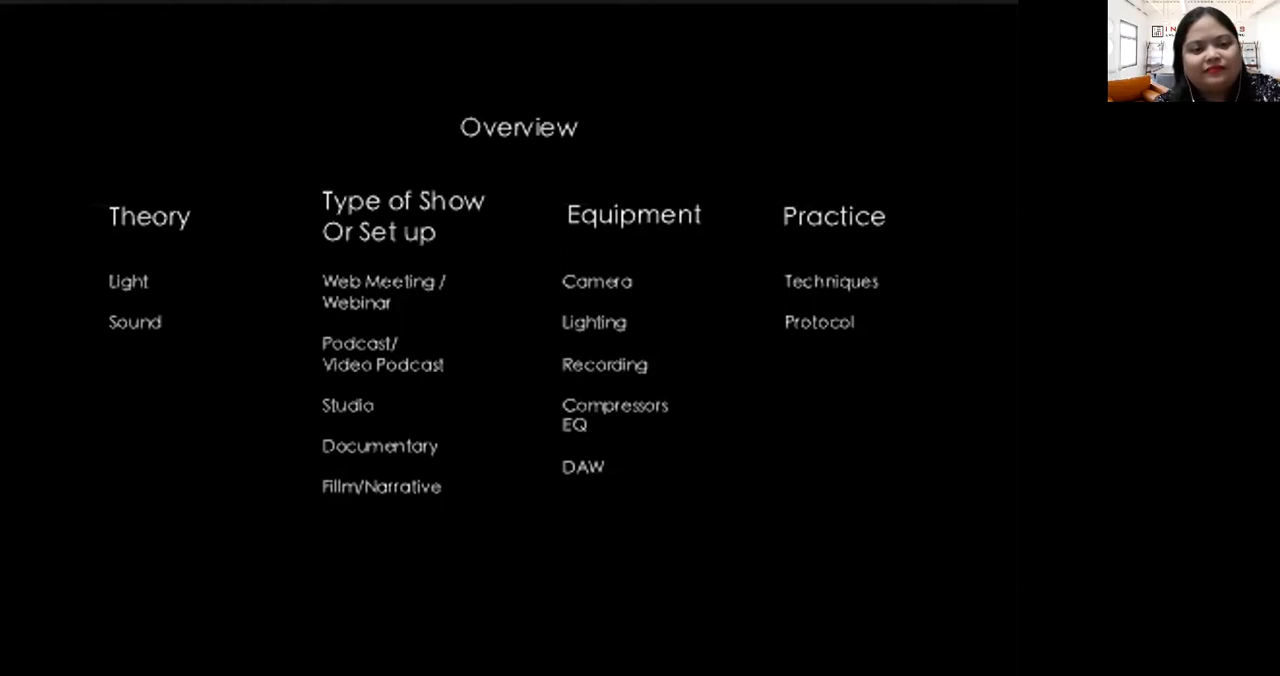 Overview
Theory
Light
Sound
Type of Show
Or Set up
Web Meeting /
Webinar
Podcast/
Video Podcast
Studio
Documentary
Fillm/Narrative
Equipment
Camera
Lighting
Recording
Compressors
EQ
DAW
Practice
Techniques
Protocol